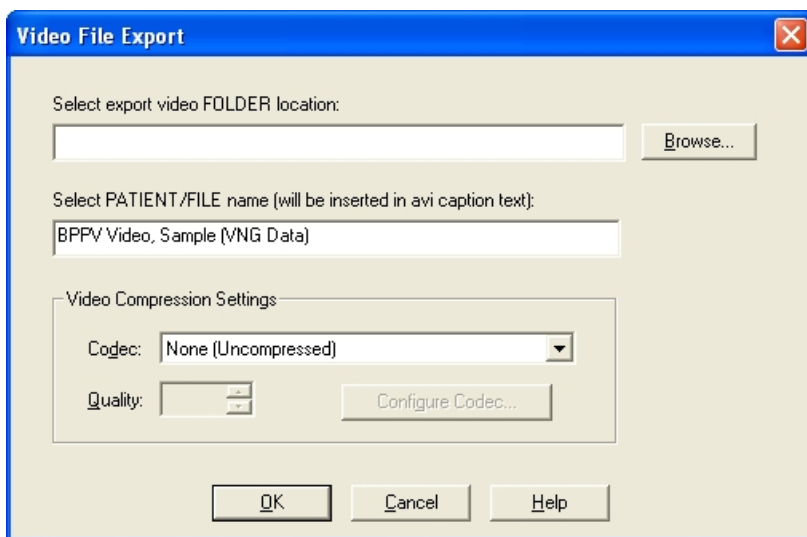 Video File Export
Select export video FOLDER location:
Browse...
Select PATIENT/FILE name (will be inserted in avi caption text):
BPPV Video, Sample (VNG Data)
Video Compression Settings
Codec: None (Uncompressed)
Quality: Configure Codec...
OK Cancel Help